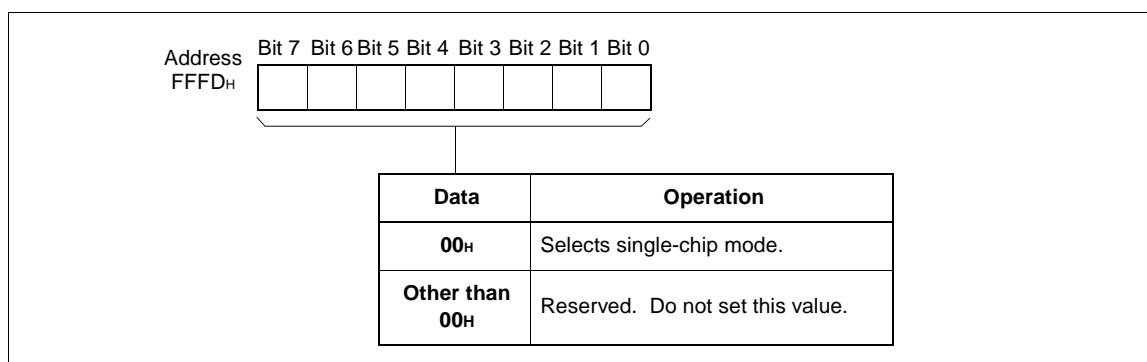 Address
FFFDH
Bit 7 Bit 6 Bit 5 Bit 4 Bit 3 Bit 2 Bit 1 Bit 0
Data Operation
00H Selects single-chip mode.
Other than
00H
Reserved. Do not set this value.